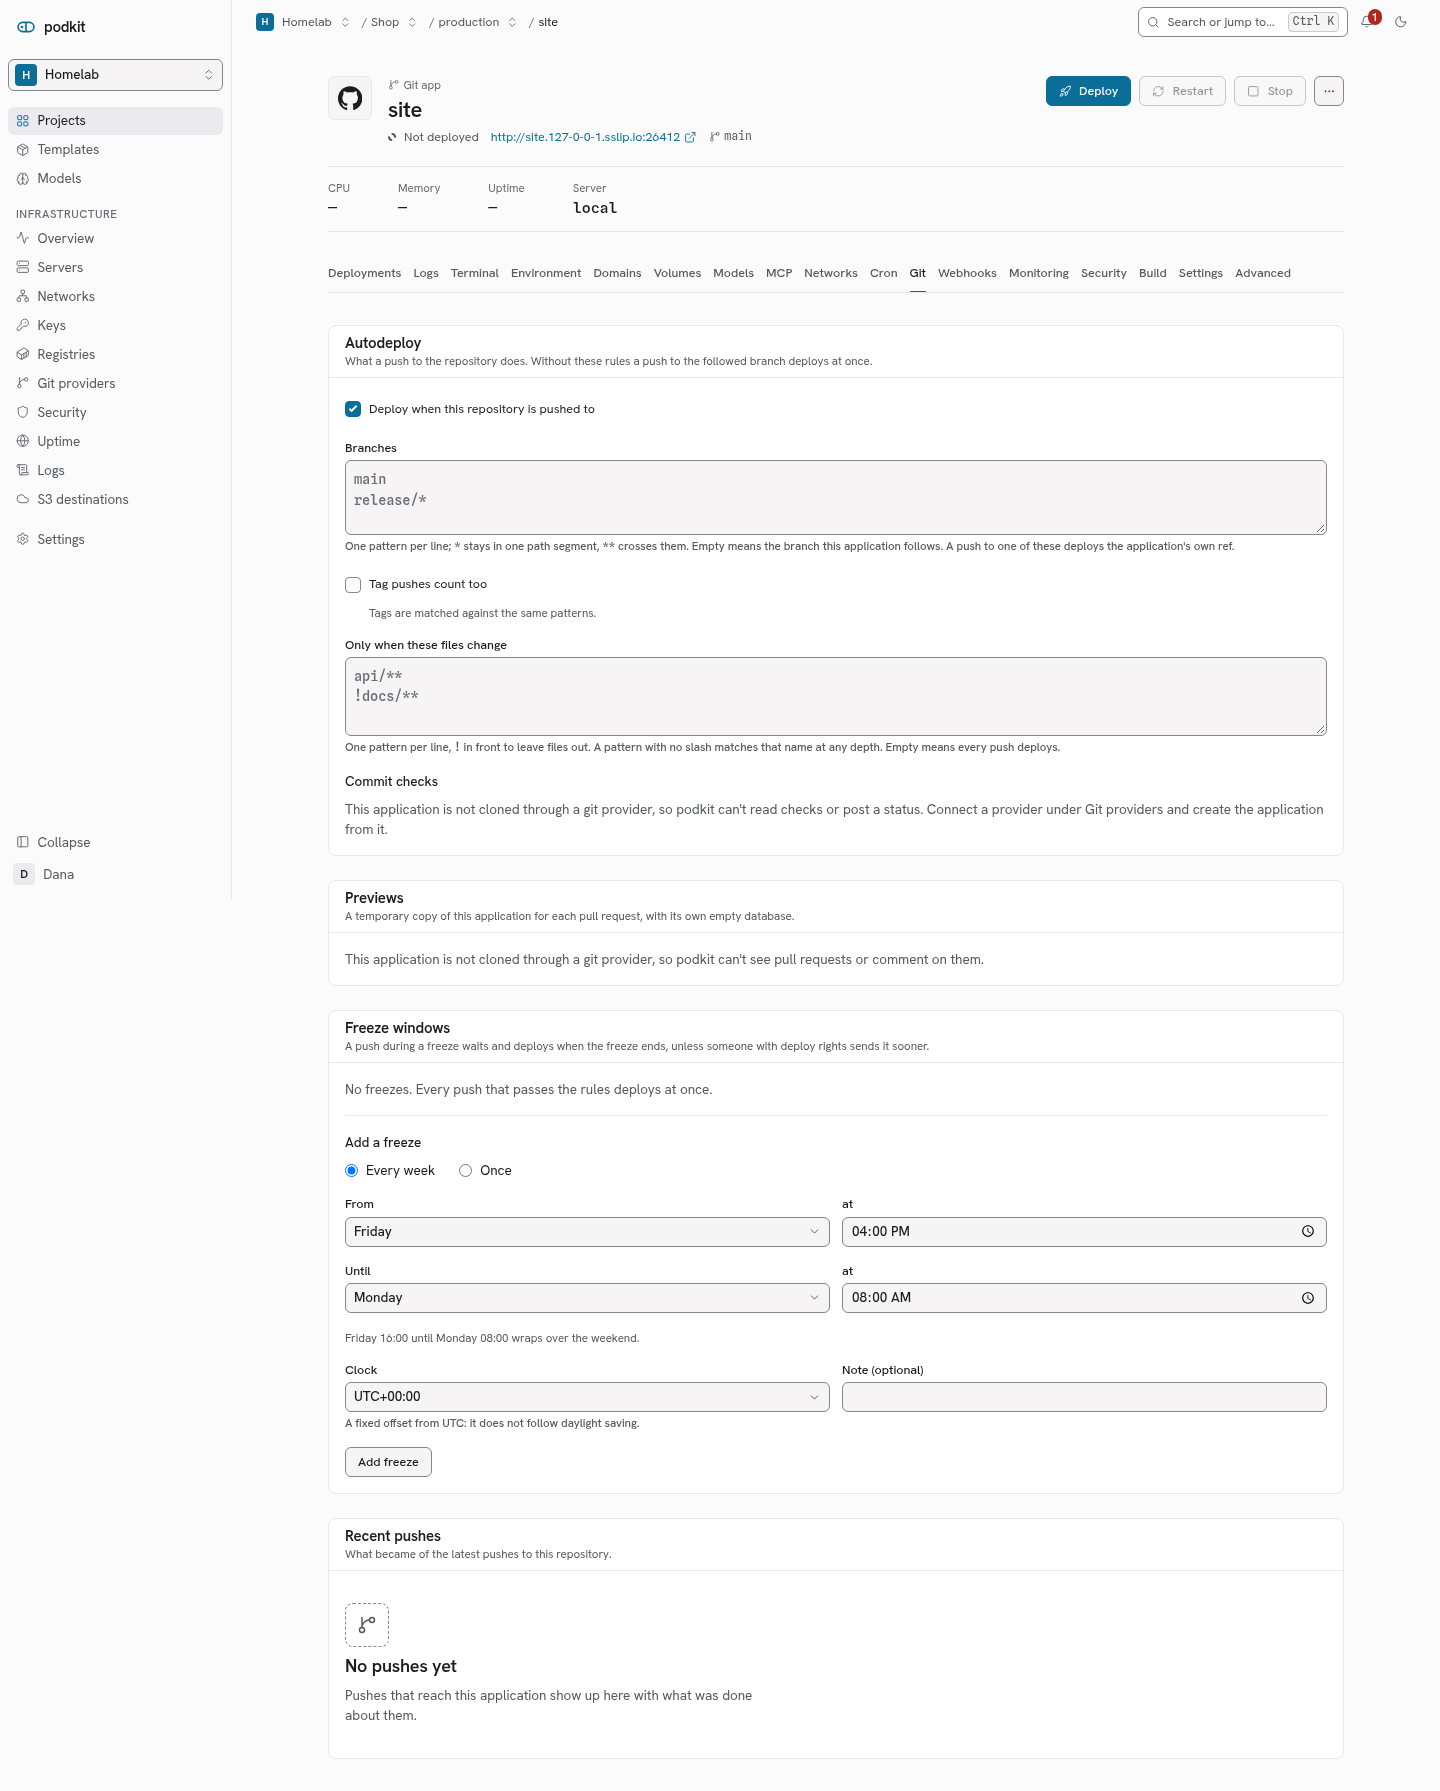 podkit
H Homelab
Projects
Templates
Models
INFRASTRUCTURE
Overview
Servers
Networks
Keys
Registries
Git providers
Security
Uptime
Logs
S3 destinations
Settings
Collapse
D Dana
H Homelab / Shop / production / site
Search or jump to... Ctrl K
1
Git app
site
Not deployed http://site.127-0-0-1.sslip.io:26412 main
Deploy Restart Stop ...
CPU Memory Uptime Server
— — — local
Deployments Logs Terminal Environment Domains Volumes Models MCP Networks Cron Git Webhooks Monitoring Security Build Settings Advanced
Autodeploy
What a push to the repository does. Without these rules a push to the followed branch deploys at once.
Deploy when this repository is pushed to
Branches
main
release/*
One pattern per line; * stays in one path segment, ** crosses them. Empty means the branch this application follows. A push to one of these deploys the application's own ref.
Tag pushes count too
Tags are matched against the same patterns.
Only when these files change
api/**
!docs/**
One pattern per line, ! in front to leave files out. A pattern with no slash matches that name at any depth. Empty means every push deploys.
Commit checks
This application is not cloned through a git provider, so podkit can't read checks or post a status. Connect a provider under Git providers and create the application
from it.
Previews
A temporary copy of this application for each pull request, with its own empty database.
This application is not cloned through a git provider, so podkit can't see pull requests or comment on them.
Freeze windows
A push during a freeze waits and deploys when the freeze ends, unless someone with deploy rights sends it sooner.
No freezes. Every push that passes the rules deploys at once.
Add a freeze
Every week Once
From at
Friday 04:00 PM
Until at
Monday 08:00 AM
Friday 16:00 until Monday 08:00 wraps over the weekend.
Clock Note (optional)
UTC+00:00
A fixed offset from UTC: it does not follow daylight saving.
Add freeze
Recent pushes
What became of the latest pushes to this repository.
No pushes yet
Pushes that reach this application show up here with what was done
about them.